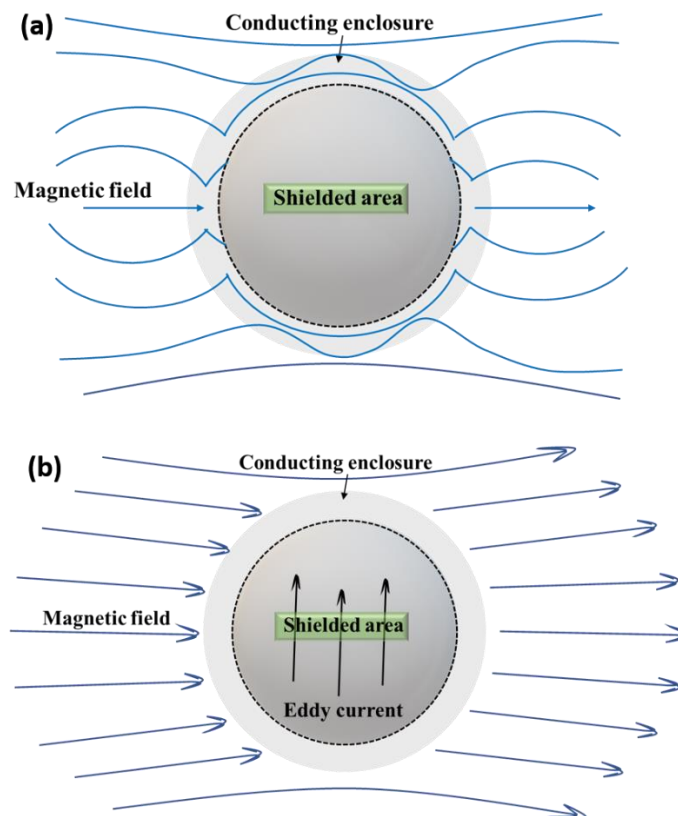 (a)
Conducting enclosure
Magnetic field
Shielded area
(b)
Conducting enclosure
Magnetic field
Shielded area
Eddy current